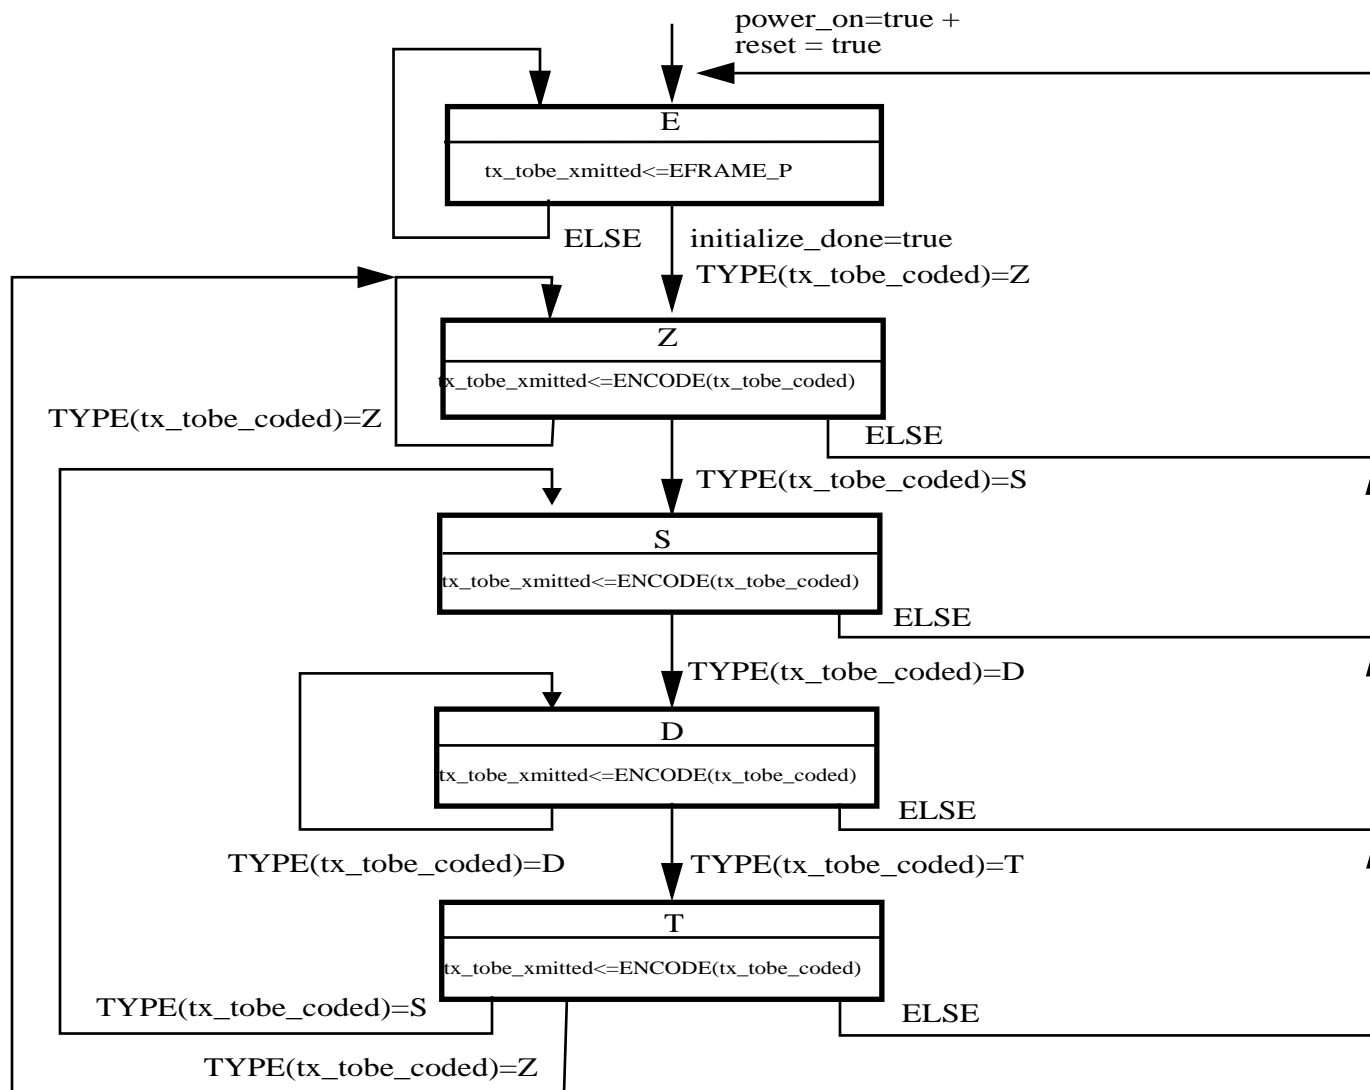 power_on=true +
reset = true
E
tx_tobe_xmitted<=EFRAME_P
ELSE
initialize_done=true
TYPE(tx_tobe_coded)=Z
Z
tx_tobe_xmitted<=ENCODE(tx_tobe_coded)
TYPE(tx_tobe_coded)=Z
ELSE
TYPE(tx_tobe_coded)=S
S
tx_tobe_xmitted<=ENCODE(tx_tobe_coded)
ELSE
TYPE(tx_tobe_coded)=D
D
tx_tobe_xmitted<=ENCODE(tx_tobe_coded)
ELSE
TYPE(tx_tobe_coded)=D
TYPE(tx_tobe_coded)=T
T
tx_tobe_xmitted<=ENCODE(tx_tobe_coded)
TYPE(tx_tobe_coded)=S
ELSE
TYPE(tx_tobe_coded)=Z